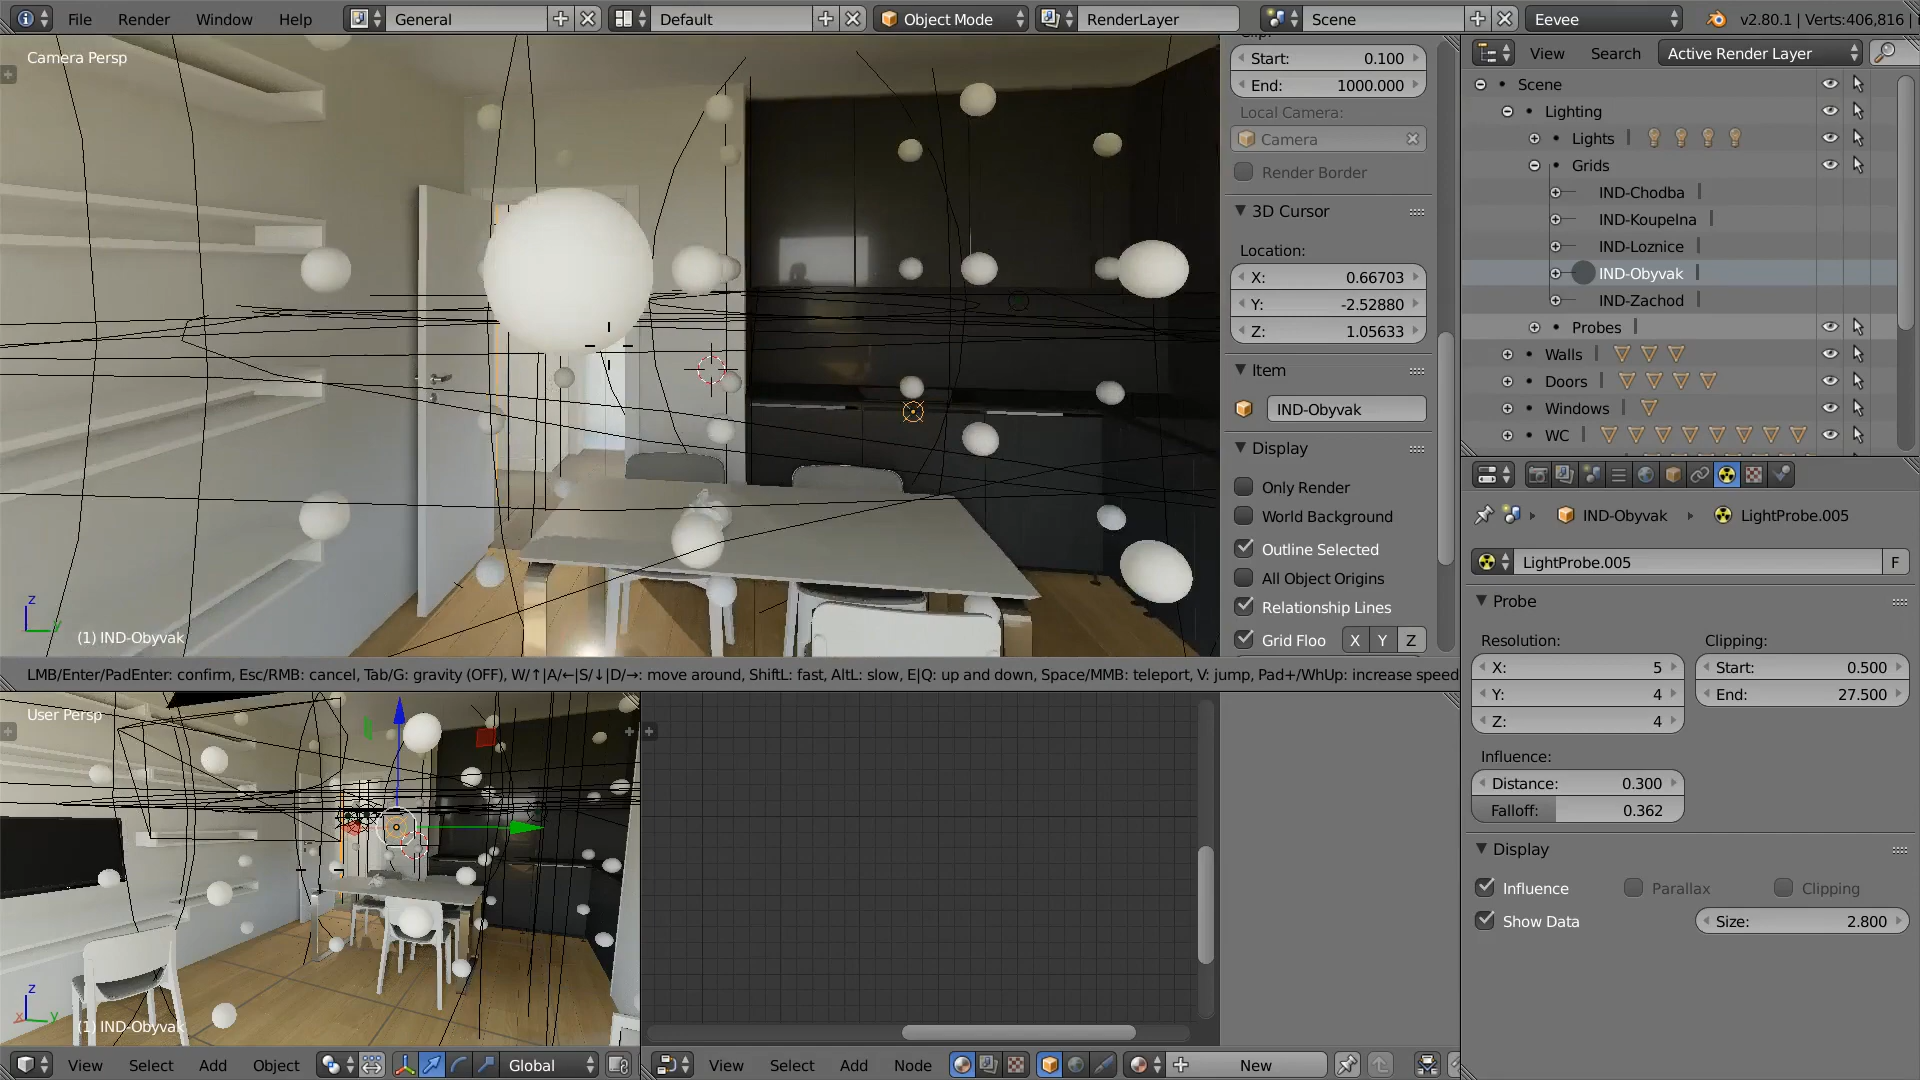 File Render Window Help General Default Object Mode RenderLayer Scene Eevee v2.80.1 | Verts:406,816
Camera Persp
(1) IND-Obyvak
z
LMB/Enter/PadEnter: confirm, Esc/RMB: cancel, Tab/G: gravity (OFF), W/↑|A/←|S/↓|D/→: move around, ShiftL: fast, AltL: slow, E|Q: up and down, Space/MMB: teleport, V: jump, Pad+/WhUp: increase speed
Start: 0.100
End: 1000.000
Local Camera:
Camera
Render Border
3D Cursor
Location:
X: 0.66703
Y: -2.52880
Z: 1.05633
Item
IND-Obyvak
Display
Only Render
World Background
Outline Selected
All Object Origins
Relationship Lines
Grid Floo X Y Z
View Search Active Render Layer
Scene
Lighting
Lights
Grids
IND-Chodba
IND-Koupelna
IND-Loznice
IND-Obyvak
IND-Zachod
Probes
Walls
Doors
Windows
WC
IND-Obyvak LightProbe.005
LightProbe.005 F
Probe
Resolution: Clipping:
X: 5 Start: 0.500
Y: 4 End: 27.500
Z: 4
Influence:
Distance: 0.300
Falloff: 0.362
Display
Influence Parallax Clipping
Show Data Size: 2.800
User Persp
z
x y
(1) IND-Obyvak
View Select Add Object Global
View Select Add Node New